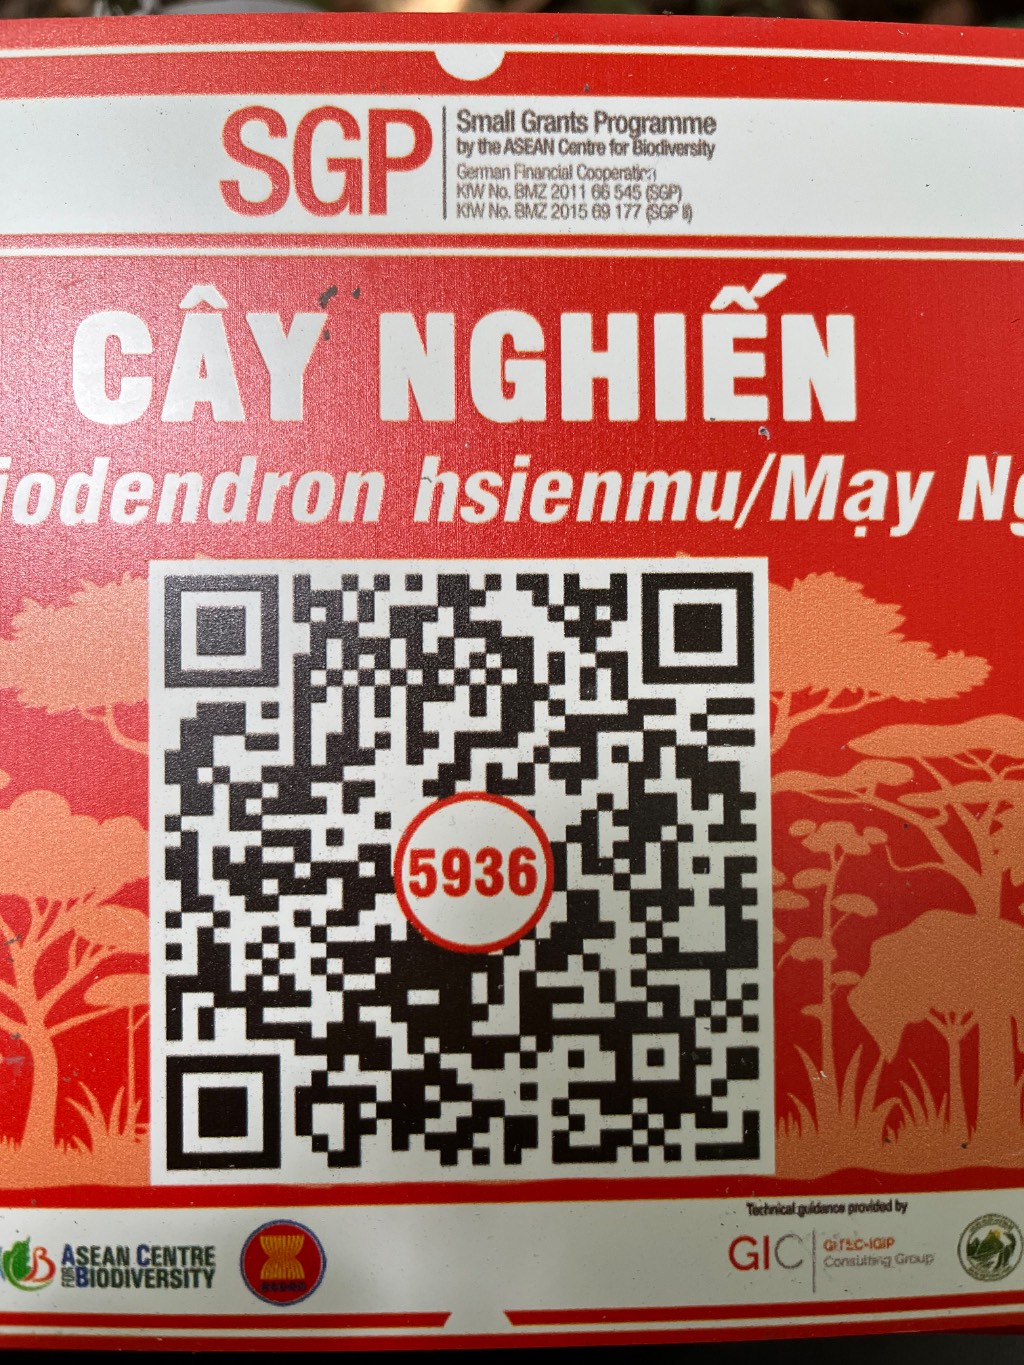 SGP
Small Grants Programme
by the ASEAN Centre for Biodiversity
German Financial Cooperation
KfW No. BMZ 2011 66 545 (SGP)
KfW No. BMZ 2015 69 177 (SGP II)
CÂY NGHIẾN
iodendron hsienmu/Mạy Ng
5936
Technical guidance provided by
ASEAN CENTRE
FOR BIODIVERSITY
GIC
GITEC-IGIP
Consulting Group